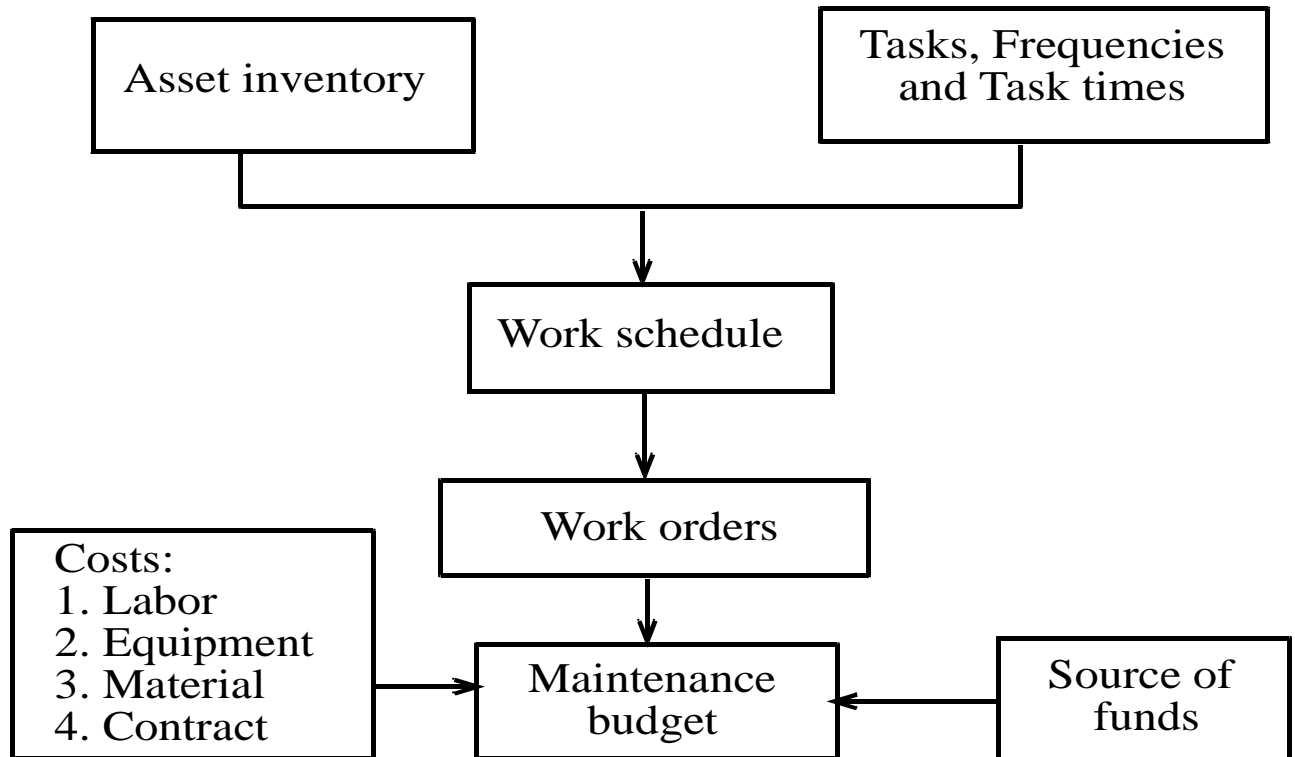 Asset inventory
Tasks, Frequencies
and Task times
Work schedule
Work orders
Costs:
1. Labor
2. Equipment
3. Material
4. Contract
Maintenance
budget
Source of
funds